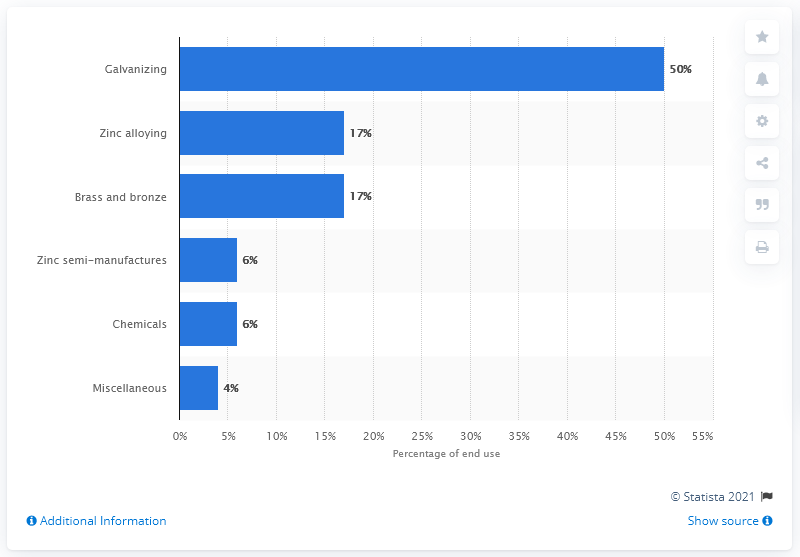 Galvanizing 50%
Zinc alloying 17%
Brass and bronze 17%
Zinc semi-manufactures 6%
Chemicals 6%
Miscellaneous 4%
0% 5% 10% 15% 20% 25% 30% 35% 40% 45% 50% 55%
Percentage of end use
© Statista 2021
Additional Information Show source